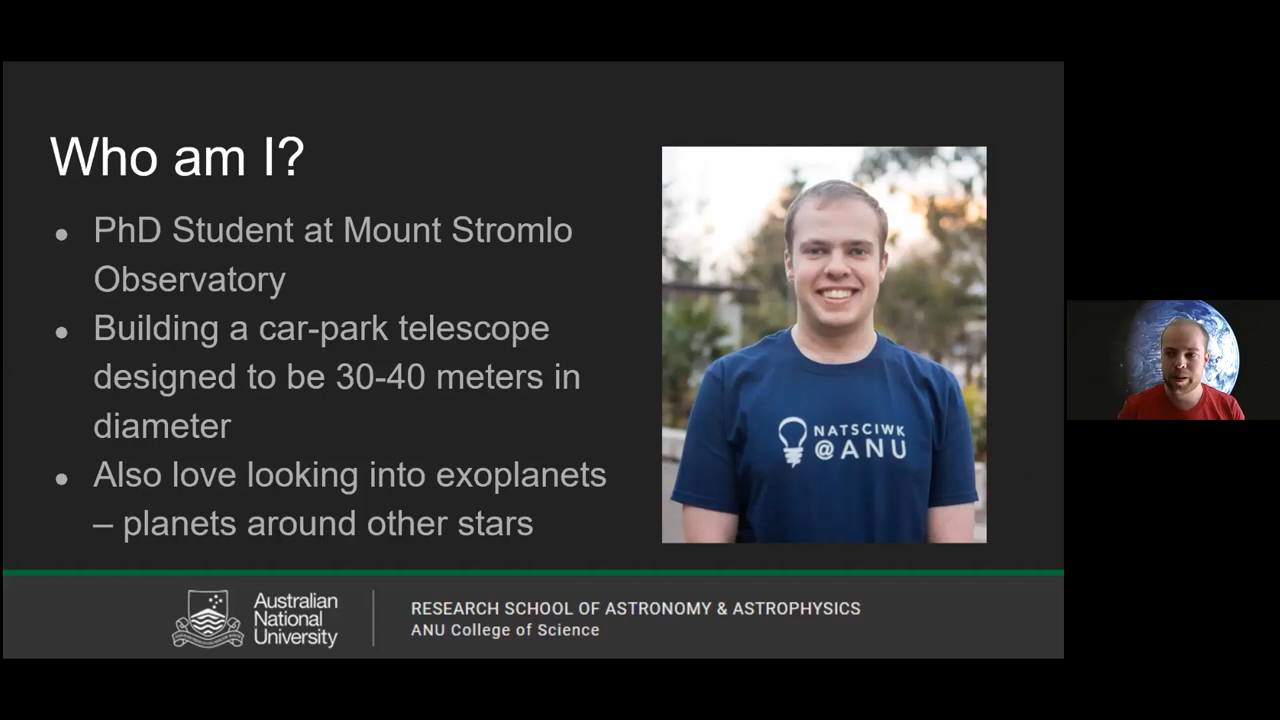 Who am I?
● PhD Student at Mount Stromlo
Observatory
● Building a car-park telescope
designed to be 30-40 meters in
diameter
● Also love looking into exoplanets
– planets around other stars
NATSCIWK
@ANU
Australian
National
University
RESEARCH SCHOOL OF ASTRONOMY & ASTROPHYSICS
ANU College of Science